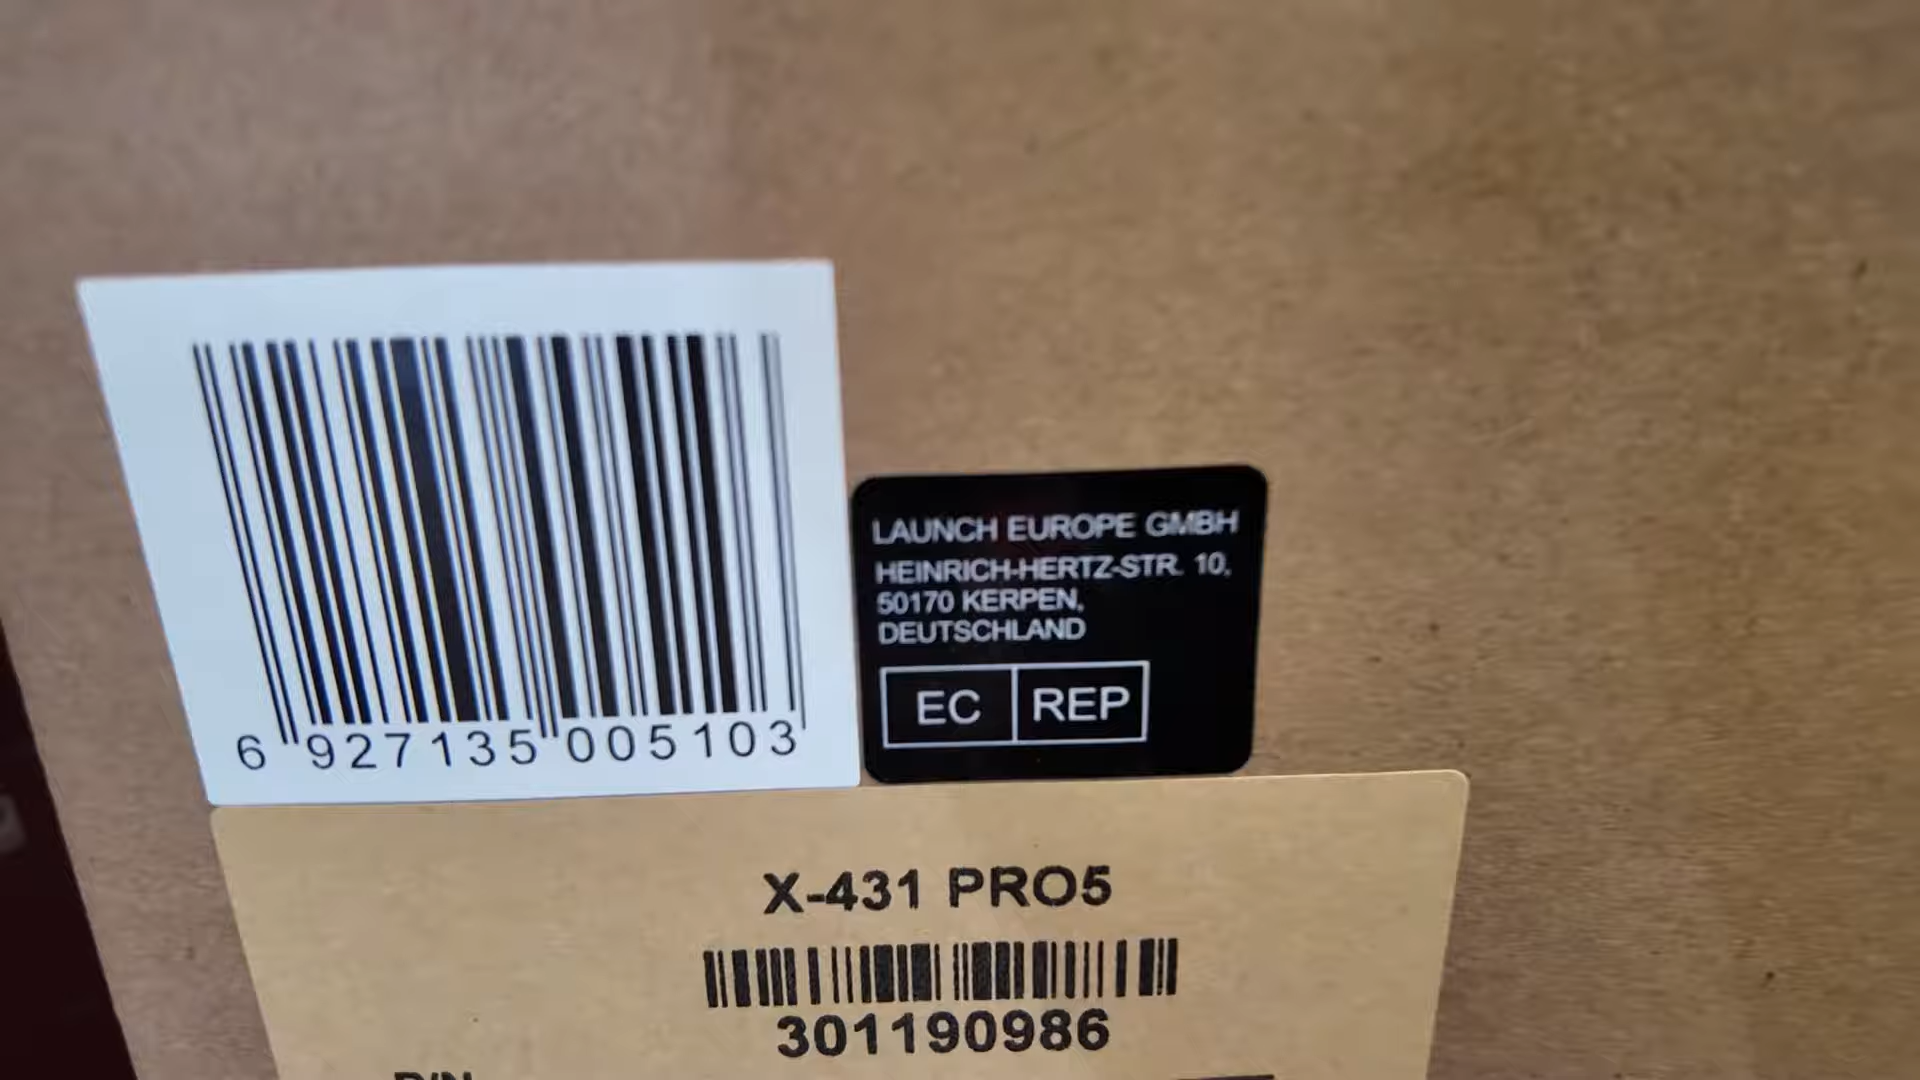 6 927135 005103
LAUNCH EUROPE GMBH
HEINRICH-HERTZ-STR. 10,
50170 KERPEN,
DEUTSCHLAND
EC REP
X-431 PRO5
301190986